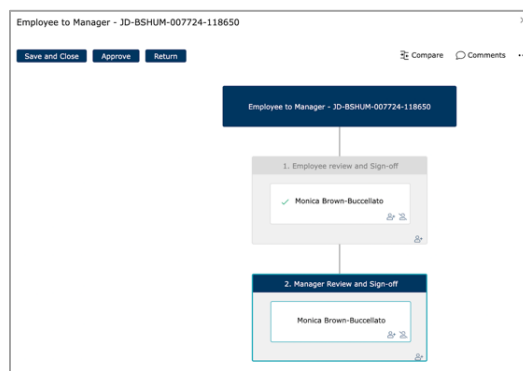 Employee to Manager - JD-BSHUM-007724-118650
Save and Close Approve Return Compare Comments
Employee to Manager - JD-BSHUM-007724-118650
1. Employee review and Sign-off
Monica Brown-Buccellato
2. Manager Review and Sign-off
Monica Brown-Buccellato